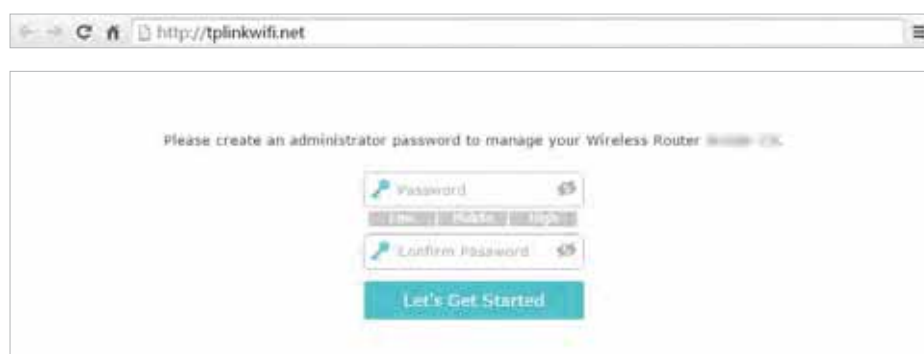 http://tplinkwifi.net
Please create an administrator password to manage your Wireless Router
Password
Low Middle High
Confirm Password
Let's Get Started